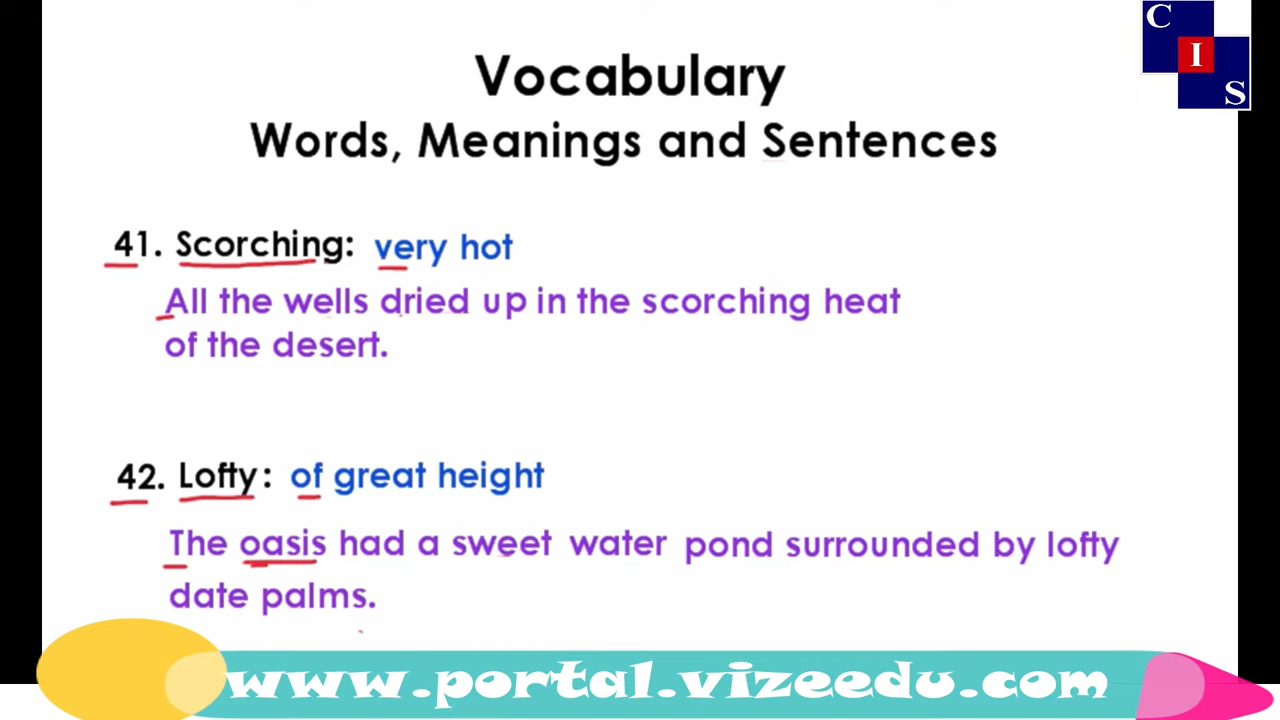 C
I
S
Vocabulary
Words, Meanings and Sentences
41. Scorching: very hot
All the wells dried up in the scorching heat
of the desert.
42. Lofty: of great height
The oasis had a sweet water pond surrounded by lofty
date palms.
www.portal.vizeedu.com